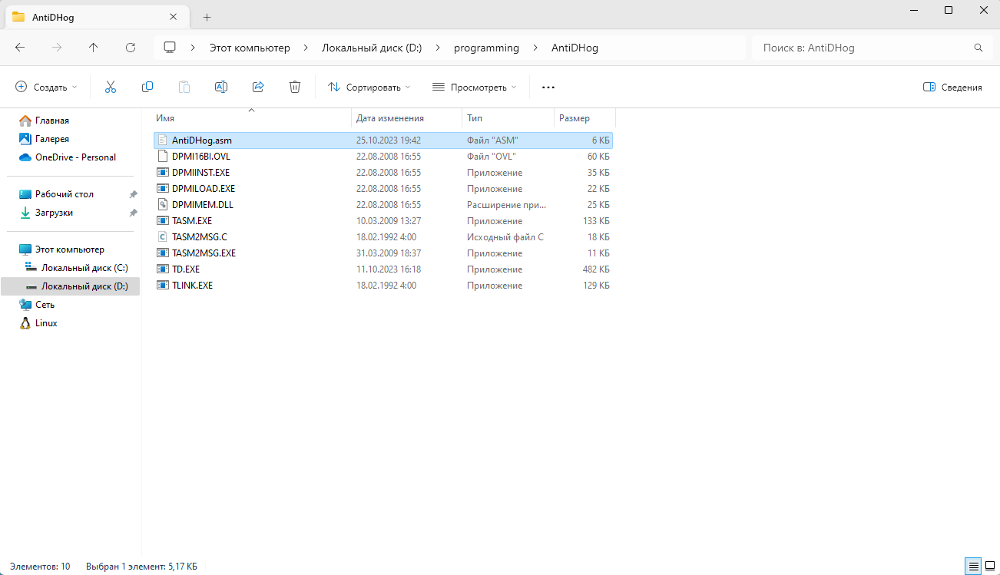 AntiDHog
Этот компьютер Локальный диск (D:) programming AntiDHog Поиск в: AntiDHog
Создать Сортировать Просмотреть Сведения
Главная
Галерея
OneDrive - Personal
Рабочий стол
Загрузки
Этот компьютер
Локальный диск (C:)
Локальный диск (D:)
Сеть
Linux
Имя Дата изменения Тип Размер
AntiDHog.asm 25.10.2023 19:42 Файл "ASM" 6 КБ
DPMI16BI.OVL 22.08.2008 16:55 Файл "OVL" 60 КБ
DPMIINST.EXE 22.08.2008 16:55 Приложение 35 КБ
DPMILOAD.EXE 22.08.2008 16:55 Приложение 22 КБ
DPMIMEM.DLL 22.08.2008 16:55 Расширение при... 25 КБ
TASM.EXE 10.03.2009 13:27 Приложение 133 КБ
TASM2MSG.C 18.02.1992 4:00 Исходный файл C 18 КБ
TASM2MSG.EXE 31.03.2009 18:37 Приложение 11 КБ
TD.EXE 11.10.2023 16:18 Приложение 482 КБ
TLINK.EXE 18.02.1992 4:00 Приложение 129 КБ
Элементов: 10 Выбран 1 элемент: 5,17 КБ